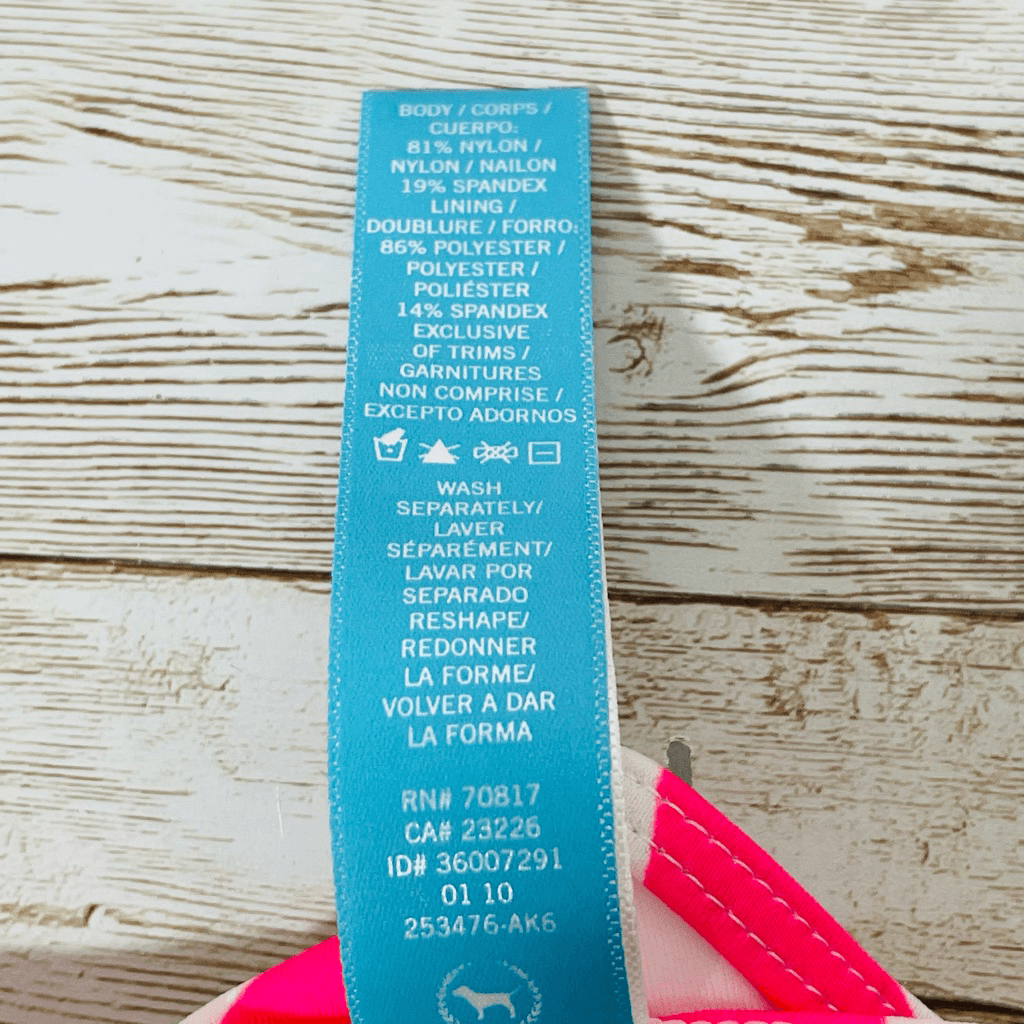 BODY / CORPS /
CUERPO:
81% NYLON /
NYLON / NAILON
19% SPANDEX
LINING /
DOUBLURE / FORRO:
86% POLYESTER /
POLYESTER /
POLIÉSTER
14% SPANDEX
EXCLUSIVE
OF TRIMS /
GARNITURES
NON COMPRISE /
EXCEPTO ADORNOS
WASH
SEPARATELY/
LAVER
SÉPARÉMENT/
LAVAR POR
SEPARADO
RESHAPE/
REDONNER
LA FORME/
VOLVER A DAR
LA FORMA
RN# 70817
CA# 23226
ID# 36007291
01 10
253476-AK6